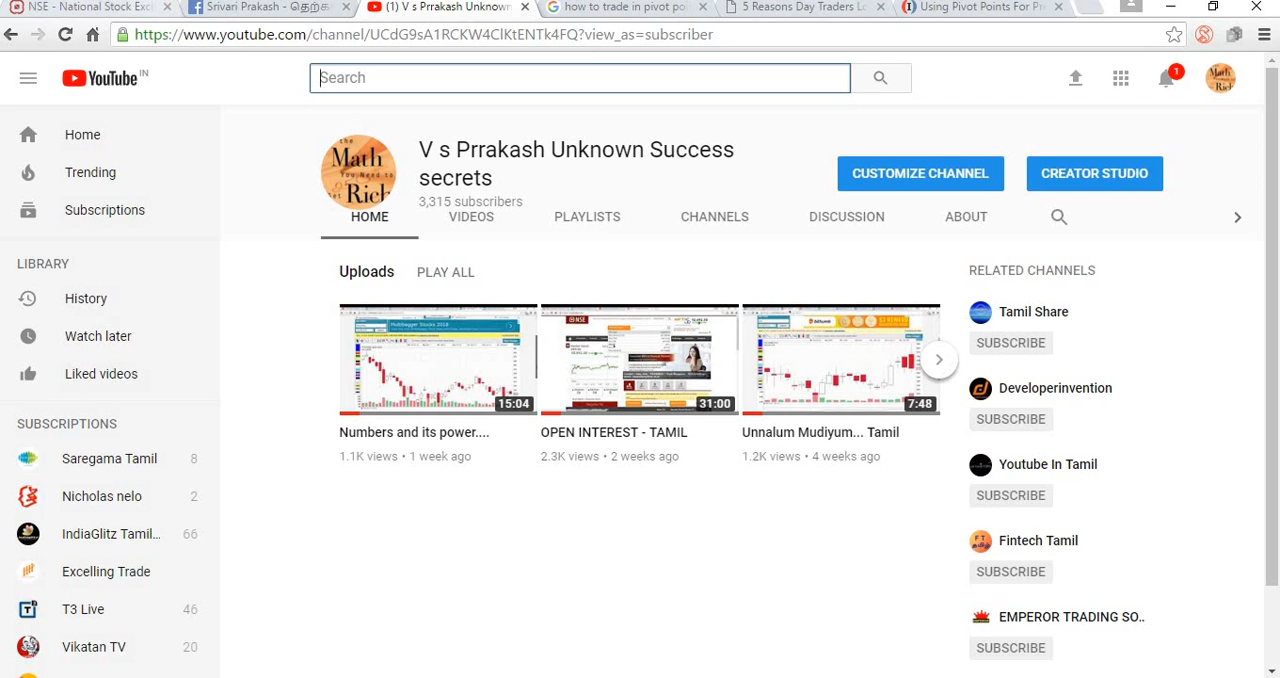 NSE - National Stock Exc
Srivari Prakash - தெற்க
(1) V s Prrakash Unknown
how to trade in pivot po
5 Reasons Day Traders Lo
Using Pivot Points For Pr
https://www.youtube.com/channel/UCdG9sA1RCKW4ClKtENTk4FQ?view_as=subscriber
YouTube IN
Search
1
Home
Trending
Subscriptions
LIBRARY
History
Watch later
Liked videos
SUBSCRIPTIONS
Saregama Tamil 8
Nicholas nelo 2
IndiaGlitz Tamil... 66
Excelling Trade
T3 Live 46
Vikatan TV 20
the
Math
You Need to
Get
Rich
V s Prrakash Unknown Success
secrets
3,315 subscribers
CUSTOMIZE CHANNEL
CREATOR STUDIO
HOME VIDEOS PLAYLISTS CHANNELS DISCUSSION ABOUT
Uploads PLAY ALL
15:04
Numbers and its power....
1.1K views • 1 week ago
31:00
OPEN INTEREST - TAMIL
2.3K views • 2 weeks ago
7:48
Unnalum Mudiyum... Tamil
1.2K views • 4 weeks ago
RELATED CHANNELS
Tamil Share
SUBSCRIBE
Developerinvention
SUBSCRIBE
Youtube In Tamil
SUBSCRIBE
Fintech Tamil
SUBSCRIBE
EMPEROR TRADING SO..
SUBSCRIBE